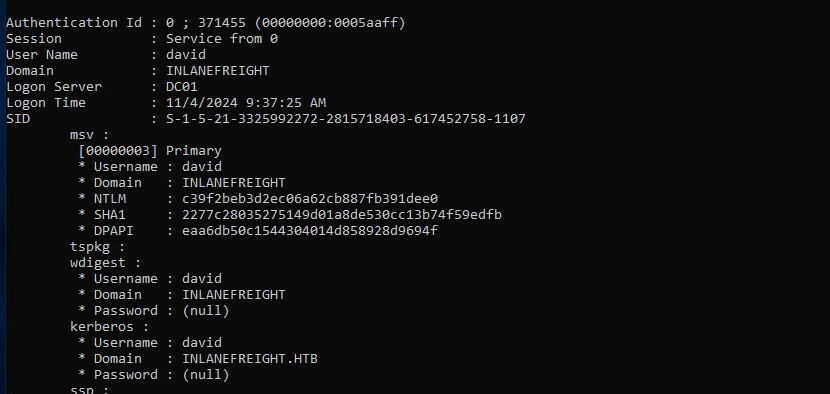 Authentication Id : 0 ; 371455 (00000000:0005aaff)
Session           : Service from 0
User Name         : david
Domain            : INLANEFREIGHT
Logon Server      : DC01
Logon Time        : 11/4/2024 9:37:25 AM
SID               : S-1-5-21-3325992272-2815718403-617452758-1107
        msv :
         [00000003] Primary
         * Username : david
         * Domain   : INLANEFREIGHT
         * NTLM     : c39f2beb3d2ec06a62cb887fb391dee0
         * SHA1     : 2277c28035275149d01a8de530cc13b74f59edfb
         * DPAPI    : eaa6db50c1544304014d858928d9694f
        tspkg :
        wdigest :
         * Username : david
         * Domain   : INLANEFREIGHT
         * Password : (null)
        kerberos :
         * Username : david
         * Domain   : INLANEFREIGHT.HTB
         * Password : (null)
        ssp :